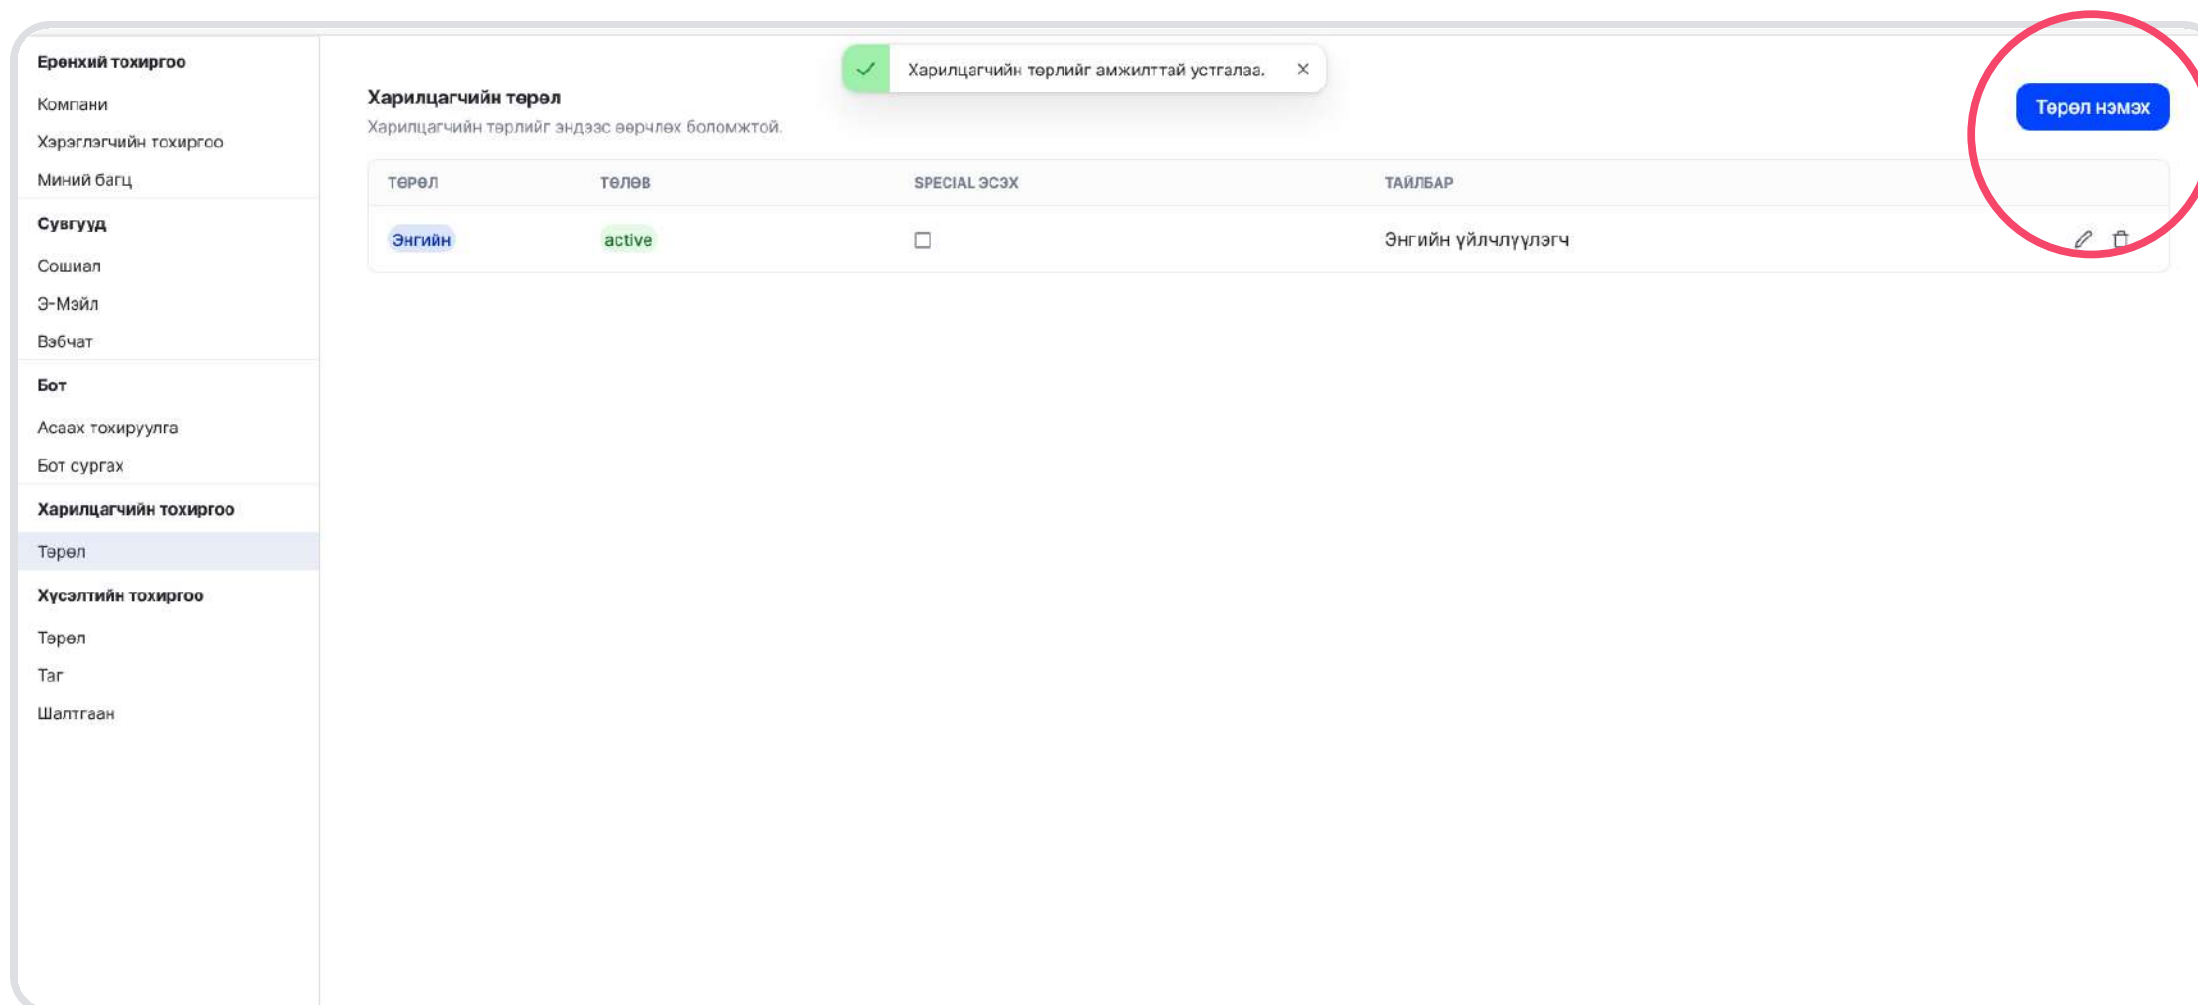 Ерөнхий тохиргоо
Компани
Хэрэглэгчийн тохиргоо
Миний багц
Сувгууд
Сошиал
Э-Мэйл
Вэбчат
Бот
Асаах тохируулга
Бот сургах
Харилцагчийн тохиргоо
Төрөл
Хүсэлтийн тохиргоо
Төрөл
Таг
Шалтгаан
Харилцагчийн төрлийг амжилттай устгалаа.
Харилцагчийн төрөл
Харилцагчийн төрлийг эндээс өөрчлөх боломжтой.
Төрөл нэмэх
ТӨРӨЛ ТӨЛӨВ SPECIAL ЭСЭХ ТАЙЛБАР
Энгийн active Энгийн үйлчлүүлэгч